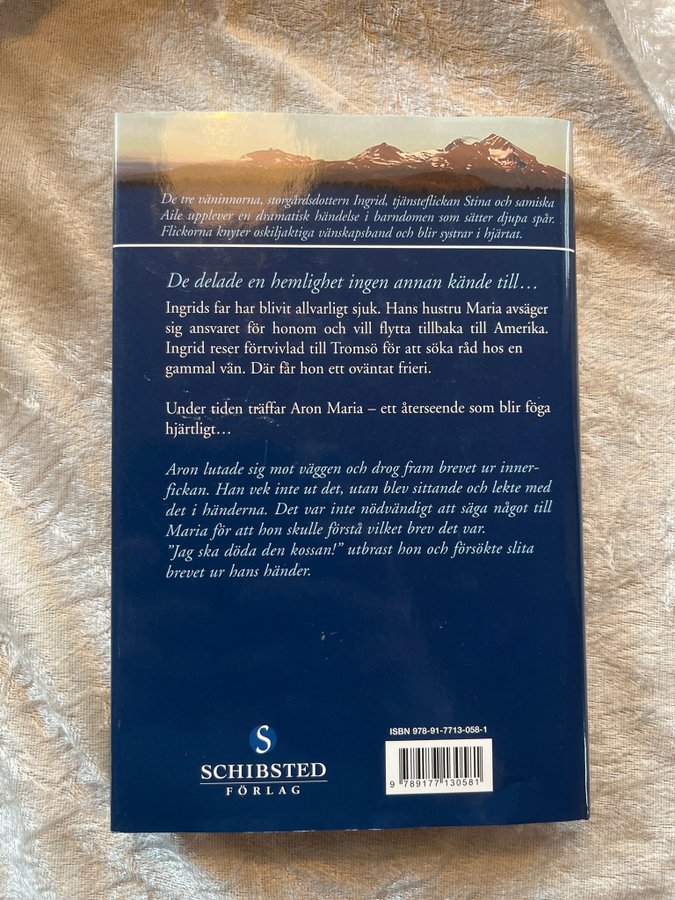 De tre väninnorna, storgårdsdottern Ingrid, tjänsteflickan Stina och samiska
Aile upplever en dramatisk händelse i barndomen som sätter djupa spår.
Flickorna knyter oskiljaktiga vänskapsband och blir systrar i hjärtat.
De delade en hemlighet ingen annan kände till…
Ingrids far har blivit allvarligt sjuk. Hans hustru Maria avsäger
sig ansvaret för honom och vill flytta tillbaka till Amerika.
Ingrid reser förtvivlad till Tromsö för att söka råd hos en
gammal vän. Där får hon ett oväntat frieri.
Under tiden träffar Aron Maria – ett återseende som blir föga
hjärtligt…
Aron lutade sig mot väggen och drog fram brevet ur inner-
fickan. Han vek inte ut det, utan blev sittande och lekte med
det i händerna. Det var inte nödvändigt att säga något till
Maria för att hon skulle förstå vilket brev det var.
”Jag ska döda den kossan!” utbrast hon och försökte slita
brevet ur hans händer.
S
SCHIBSTED
FÖRLAG
ISBN 978-91-7713-058-1
9 789177 130581